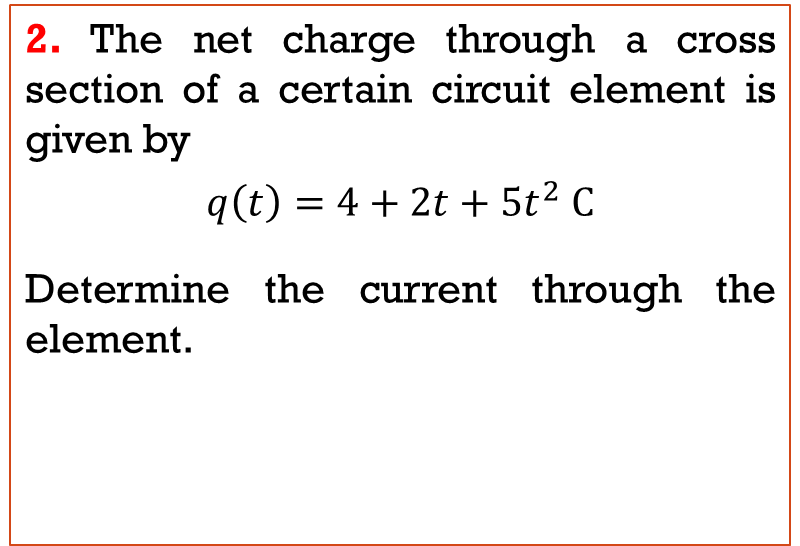 2. The net charge through a cross
section of a certain circuit element is
given by
q(t) = 4 + 2t + 5t² C
Determine the current through the
element.